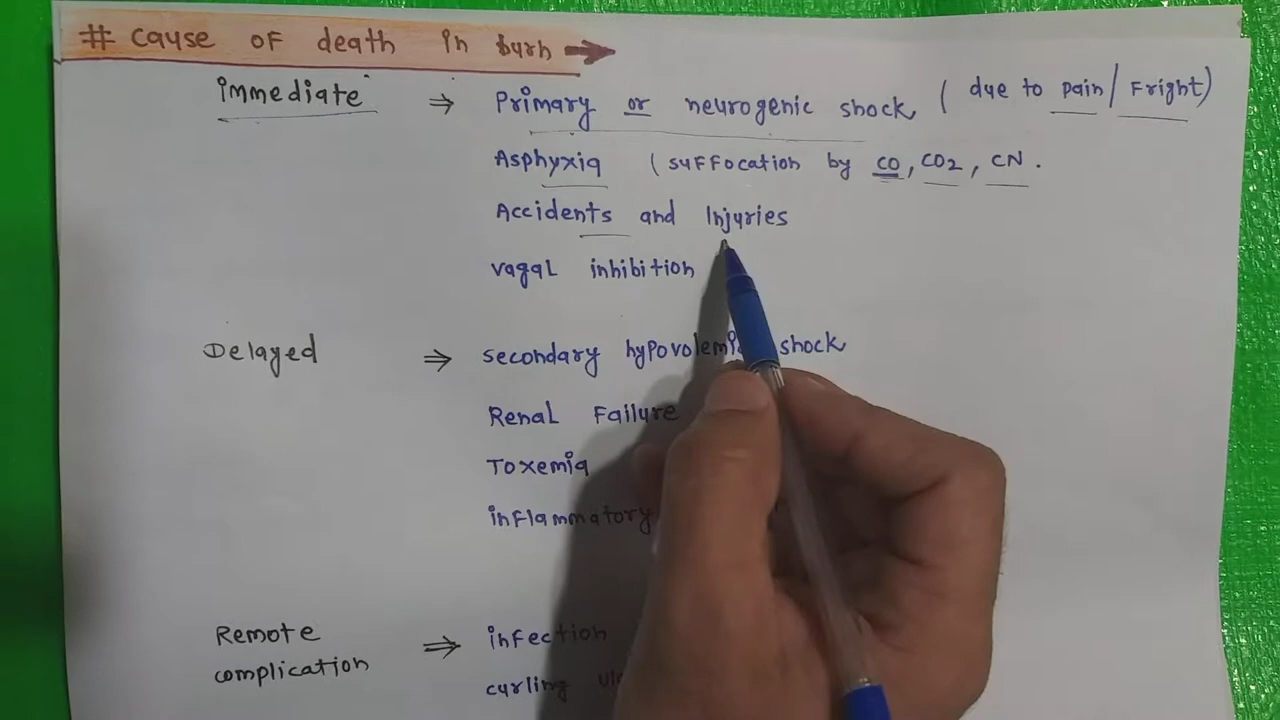 # cause of death in burn →
immediate ⇒ Primary or neurogenic shock ( due to pain / Fright)
Asphyxia ( suffocation by CO, CO2, CN.
Accidents and Injuries
vagal inhibition
Delayed ⇒ secondary shock
Renal Failure
Toxemia
inflammatory
Remote ⇒ infection
complication
curling